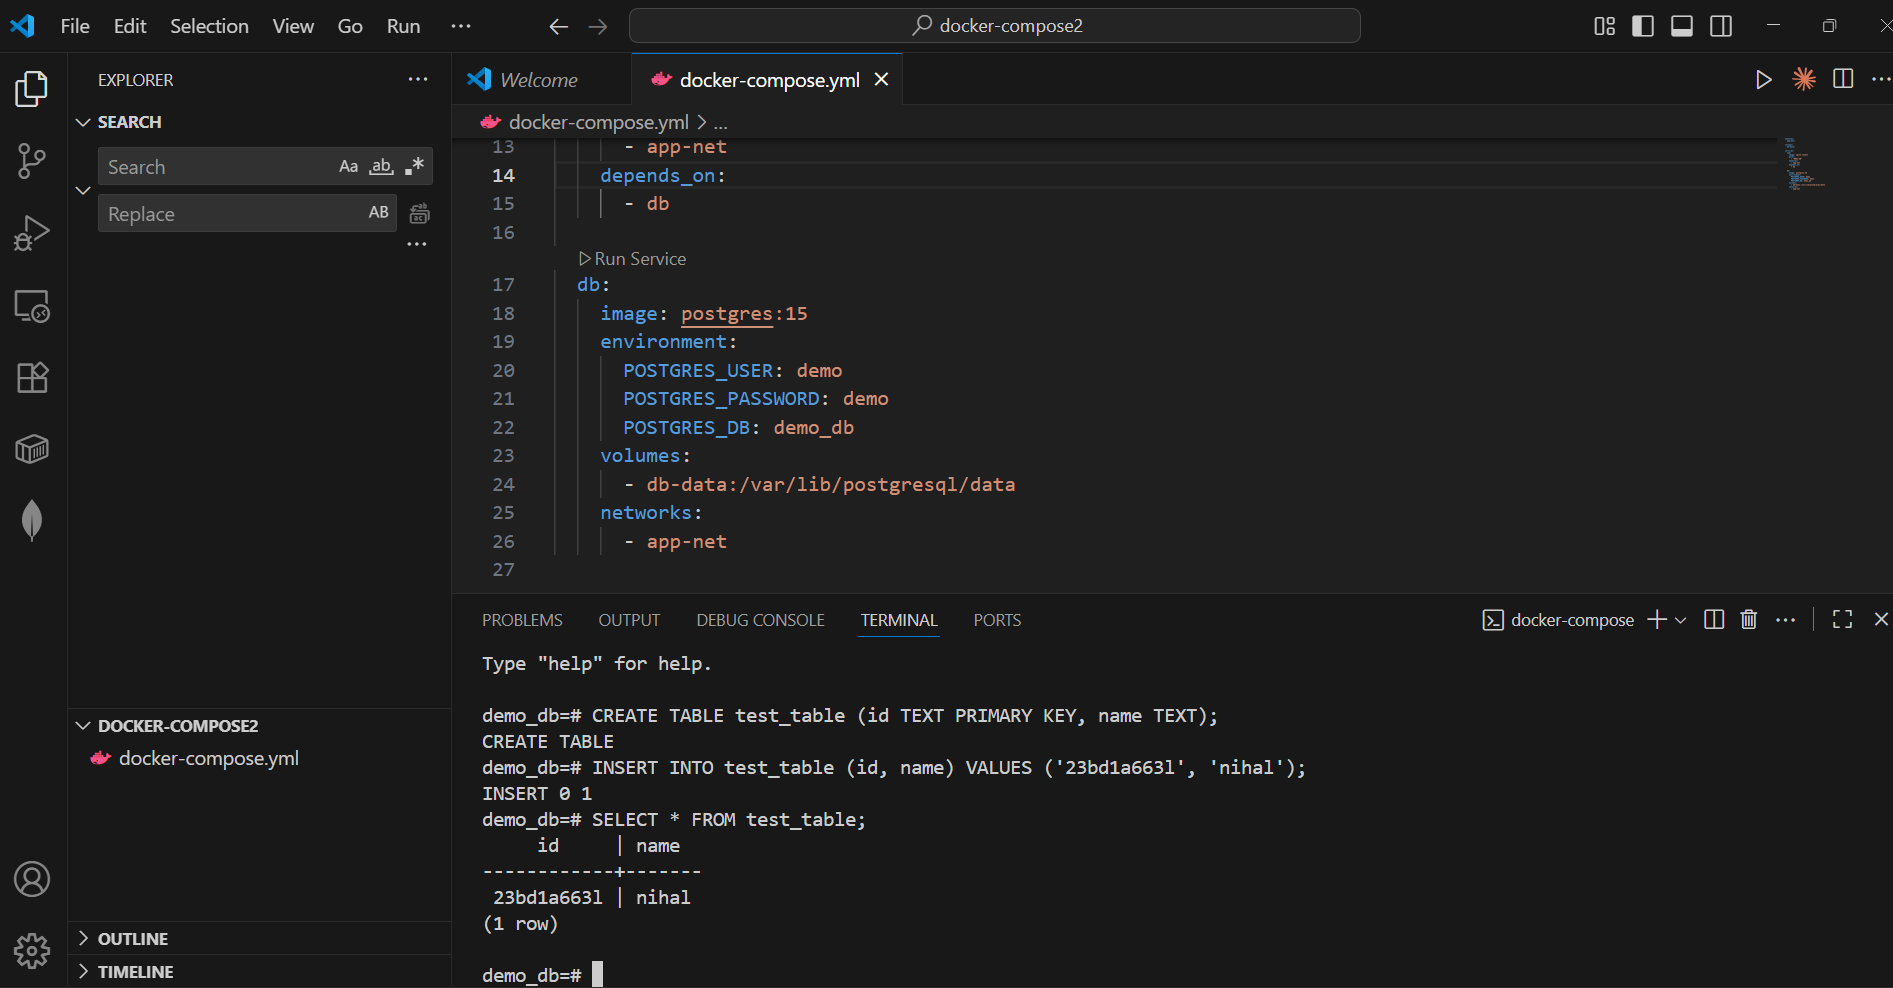 File Edit Selection View Go Run ···
docker-compose2
EXPLORER
SEARCH
Search Aa ab .*
Replace AB
DOCKER-COMPOSE2
docker-compose.yml
OUTLINE
TIMELINE
Welcome docker-compose.yml
docker-compose.yml > ...
13 - app-net
14 depends_on:
15 - db
16
Run Service
17 db:
18 image: postgres:15
19 environment:
20 POSTGRES_USER: demo
21 POSTGRES_PASSWORD: demo
22 POSTGRES_DB: demo_db
23 volumes:
24 - db-data:/var/lib/postgresql/data
25 networks:
26 - app-net
27
PROBLEMS OUTPUT DEBUG CONSOLE TERMINAL PORTS docker-compose
Type "help" for help.
demo_db=# CREATE TABLE test_table (id TEXT PRIMARY KEY, name TEXT);
CREATE TABLE
demo_db=# INSERT INTO test_table (id, name) VALUES ('23bd1a663l', 'nihal');
INSERT 0 1
demo_db=# SELECT * FROM test_table;
id | name
------------+-------
23bd1a663l | nihal
(1 row)
demo_db=#